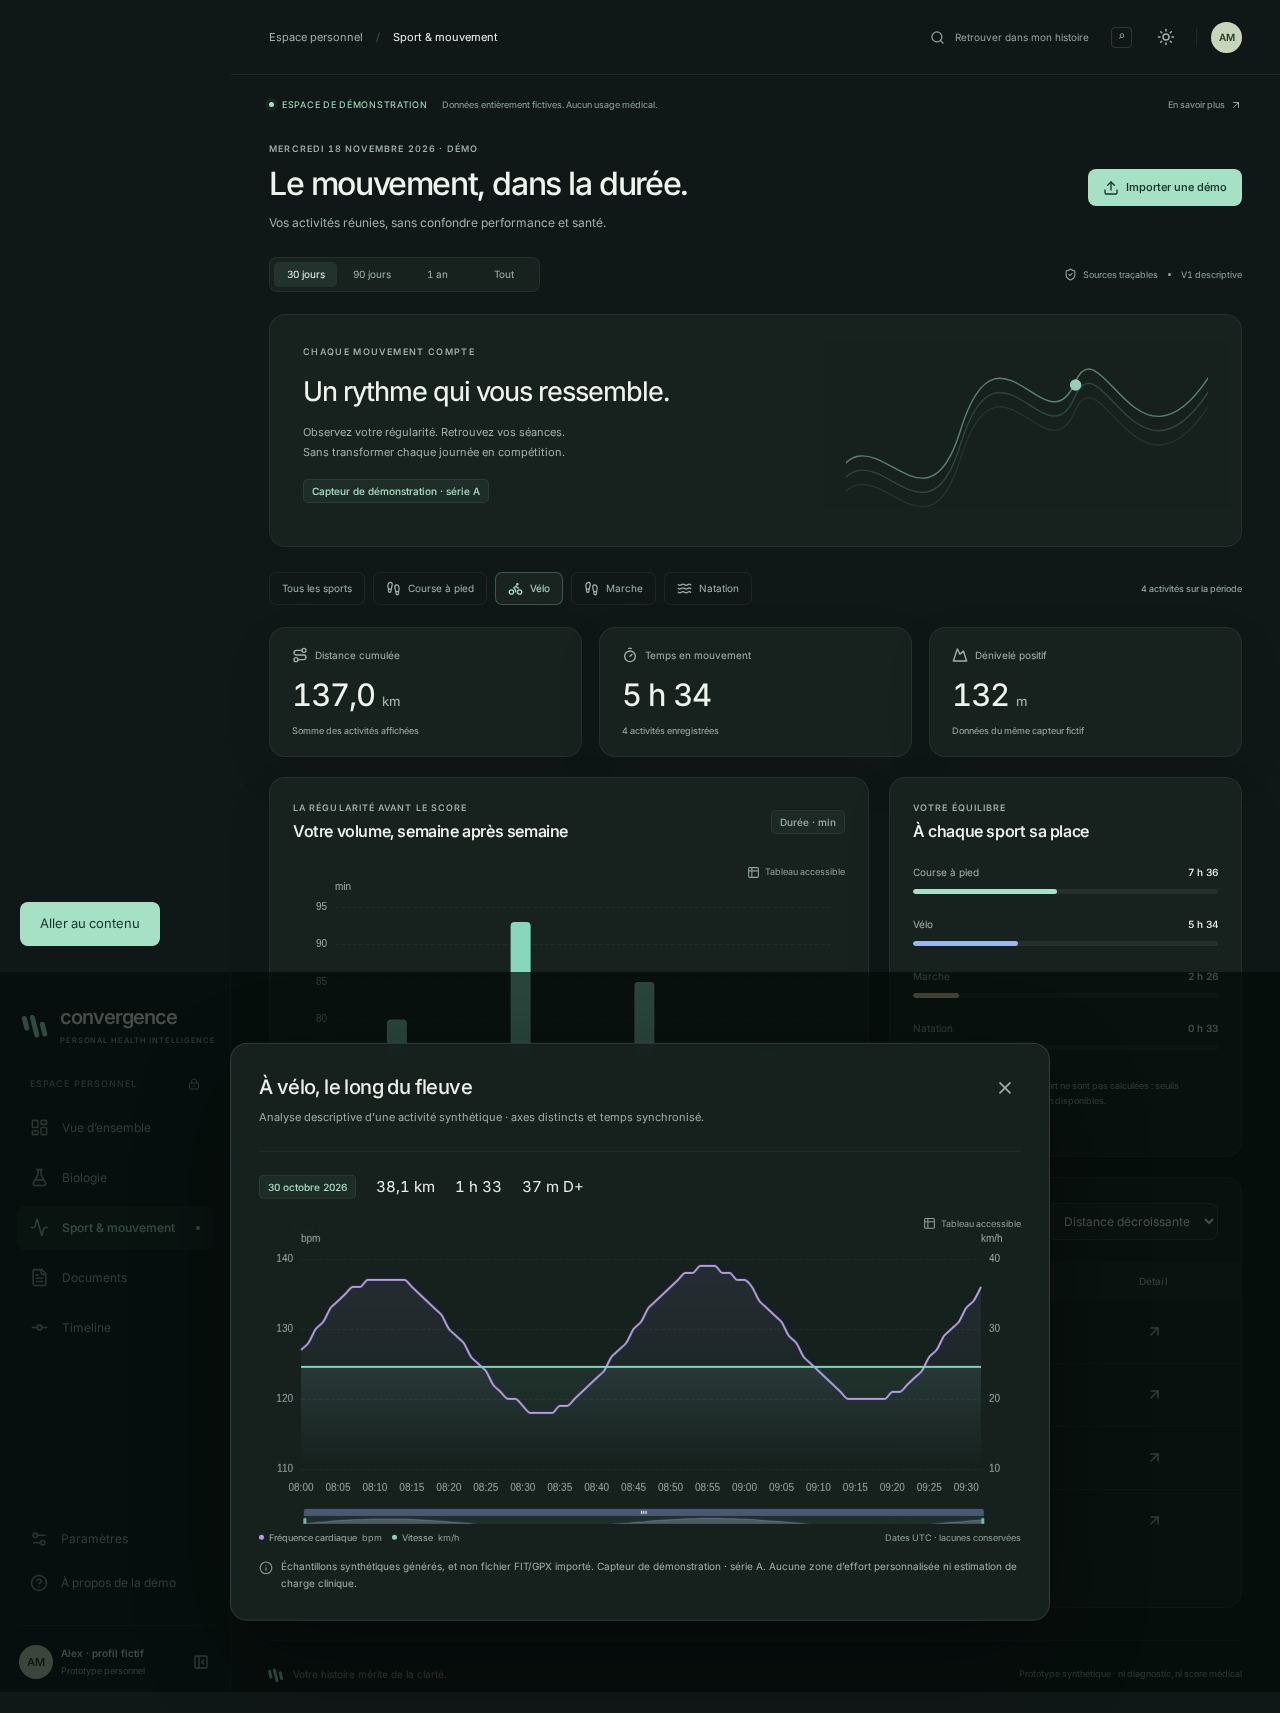 Espace personnel / Sport & mouvement
Retrouver dans mon histoire
AM
ESPACE DE DÉMONSTRATION Données entièrement fictives. Aucun usage médical.
En savoir plus
MERCREDI 18 NOVEMBRE 2026 · DÉMO
Le mouvement, dans la durée.
Importer une démo
Vos activités réunies, sans confondre performance et santé.
30 jours 90 jours 1 an Tout
Sources traçables • V1 descriptive
CHAQUE MOUVEMENT COMPTE
Un rythme qui vous ressemble.
Observez votre régularité. Retrouvez vos séances.
Sans transformer chaque journée en compétition.
Capteur de démonstration · série A
Tous les sports Course à pied Vélo Marche Natation
4 activités sur la période
Distance cumulée
137,0 km
Somme des activités affichées
Temps en mouvement
5 h 34
4 activités enregistrées
Dénivelé positif
132 m
Données du même capteur fictif
LA RÉGULARITÉ AVANT LE SCORE
Votre volume, semaine après semaine
Durée · min
Tableau accessible
min
95
90
85
80
VOTRE ÉQUILIBRE
À chaque sport sa place
Course à pied 7 h 36
Vélo 5 h 34
Marche 2 h 26
Natation 0 h 33
ne sont pas calculées : seuils
disponibles.
Aller au contenu
convergence
PERSONAL HEALTH INTELLIGENCE
ESPACE PERSONNEL
Vue d'ensemble
Biologie
Sport & mouvement
Documents
Timeline
Paramètres
À propos de la démo
AM
Alex · profil fictif
Prototype personnel
À vélo, le long du fleuve
Analyse descriptive d'une activité synthétique · axes distincts et temps synchronisé.
30 octobre 2026 38,1 km 1 h 33 37 m D+
Tableau accessible
bpm km/h
140 40
130 30
120 20
110 10
08:00 08:05 08:10 08:15 08:20 08:25 08:30 08:35 08:40 08:45 08:50 08:55 09:00 09:05 09:10 09:15 09:20 09:25 09:30
Fréquence cardiaque bpm Vitesse km/h
Dates UTC · lacunes conservées
Échantillons synthétiques générés, et non fichier FIT/GPX importé. Capteur de démonstration · série A. Aucune zone d'effort personnalisée ni estimation de
charge clinique.
Distance décroissante
Détail
Votre histoire mérite de la clarté.
Prototype synthétique · ni diagnostic, ni score médical